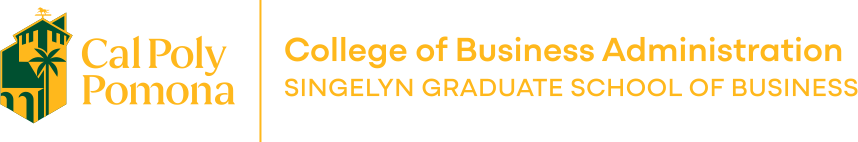 Cal Poly
Pomona
College of Business Administration
SINGELYN GRADUATE SCHOOL OF BUSINESS